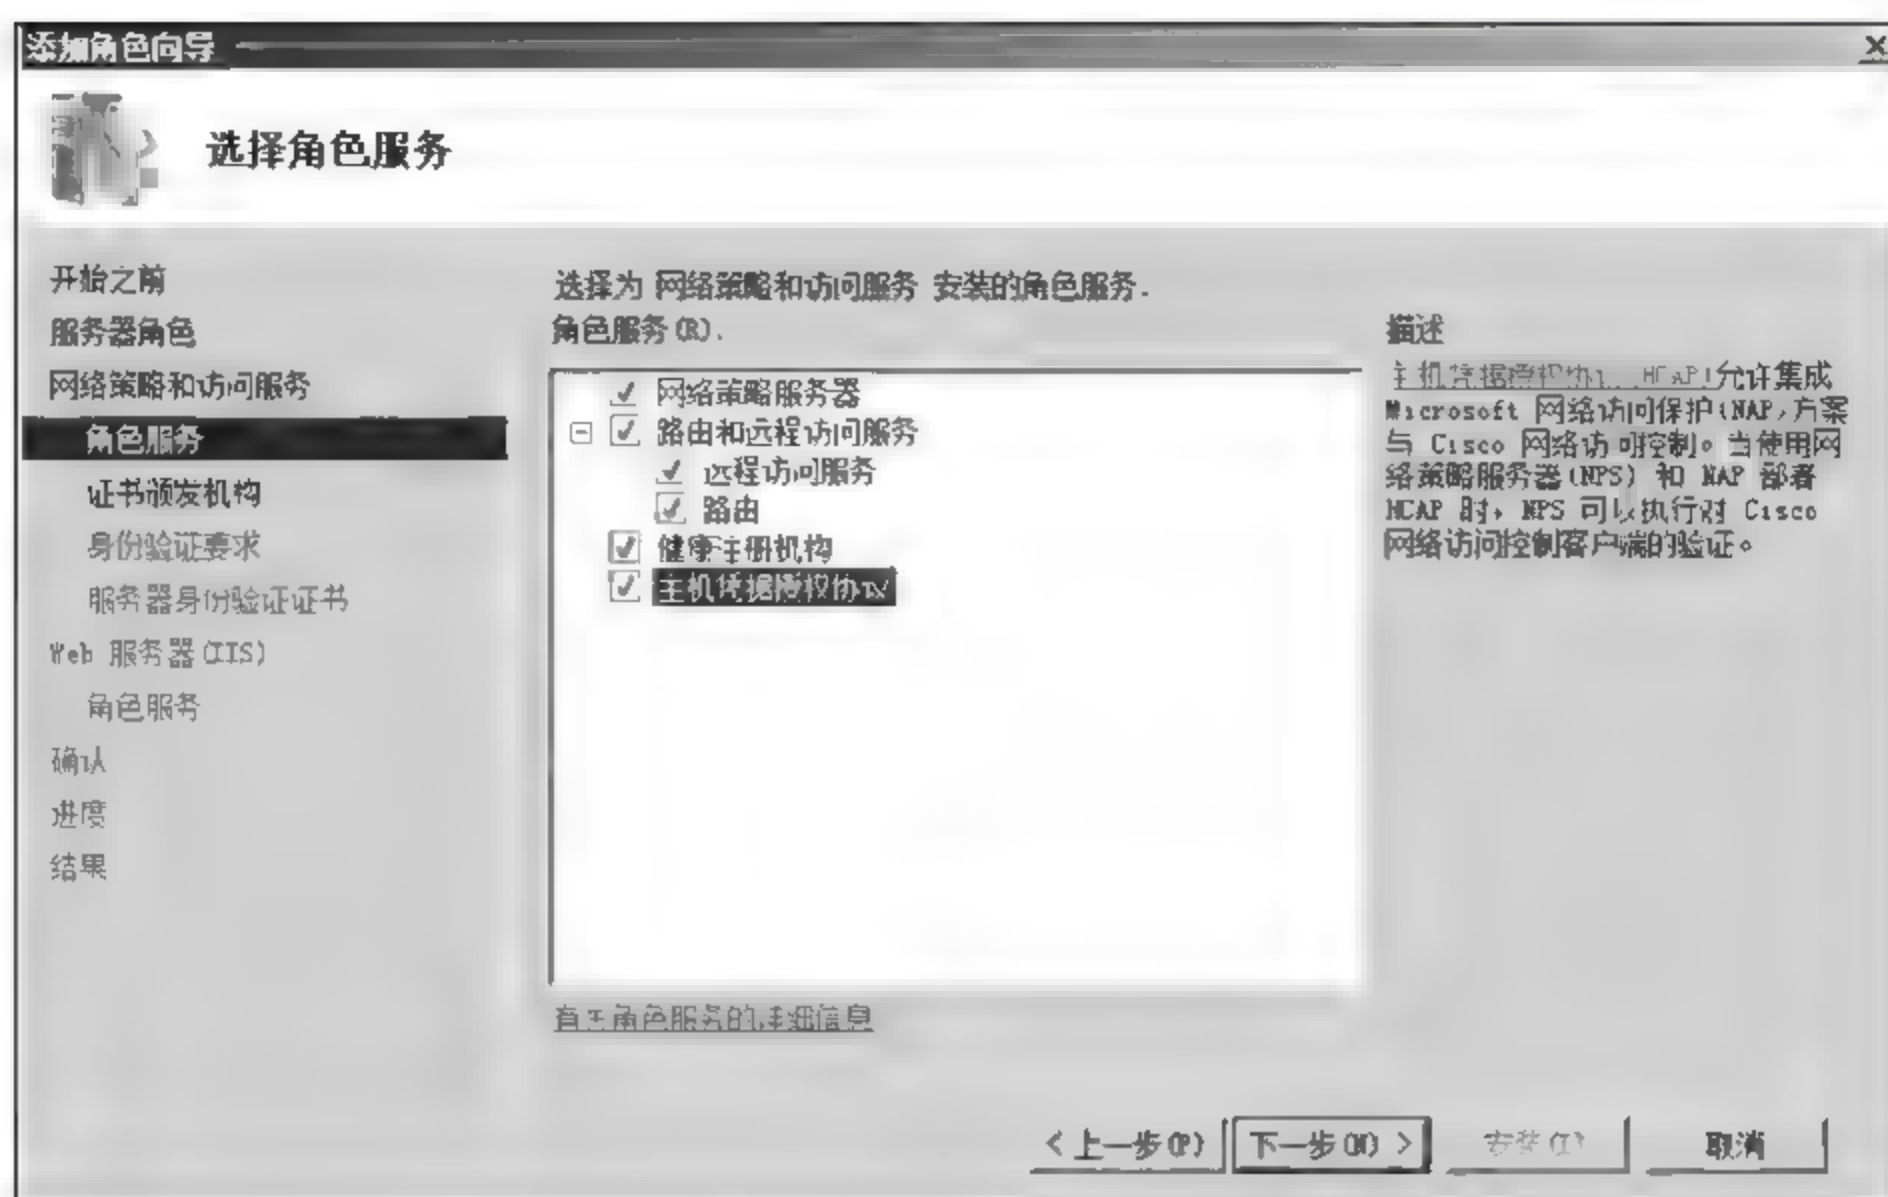 添加角色向导
选择角色服务
开始之前
服务器角色
网络策略和访问服务
角色服务
证书颁发机构
身份验证要求
服务器身份验证证书
Web 服务器(IIS)
角色服务
确认
进度
结果
选择为 网络策略和访问服务 安装的角色服务.
角色服务(R).
网络策略服务器
路由和远程访问服务
远程访问服务
路由
健康注册机构
主机凭据授权协议
有关角色服务的详细信息
描述
主机凭据授权协议 (HCAP)允许集成
Microsoft 网络访问保护(NAP)方案
与 Cisco 网络访问控制。当使用网
络策略服务器(NPS) 和 NAP 部署
HCAP 时，NPS 可以执行对 Cisco
网络访问控制客户端的验证。
< 上一步(P)
下一步(N) >
安装(I)
取消